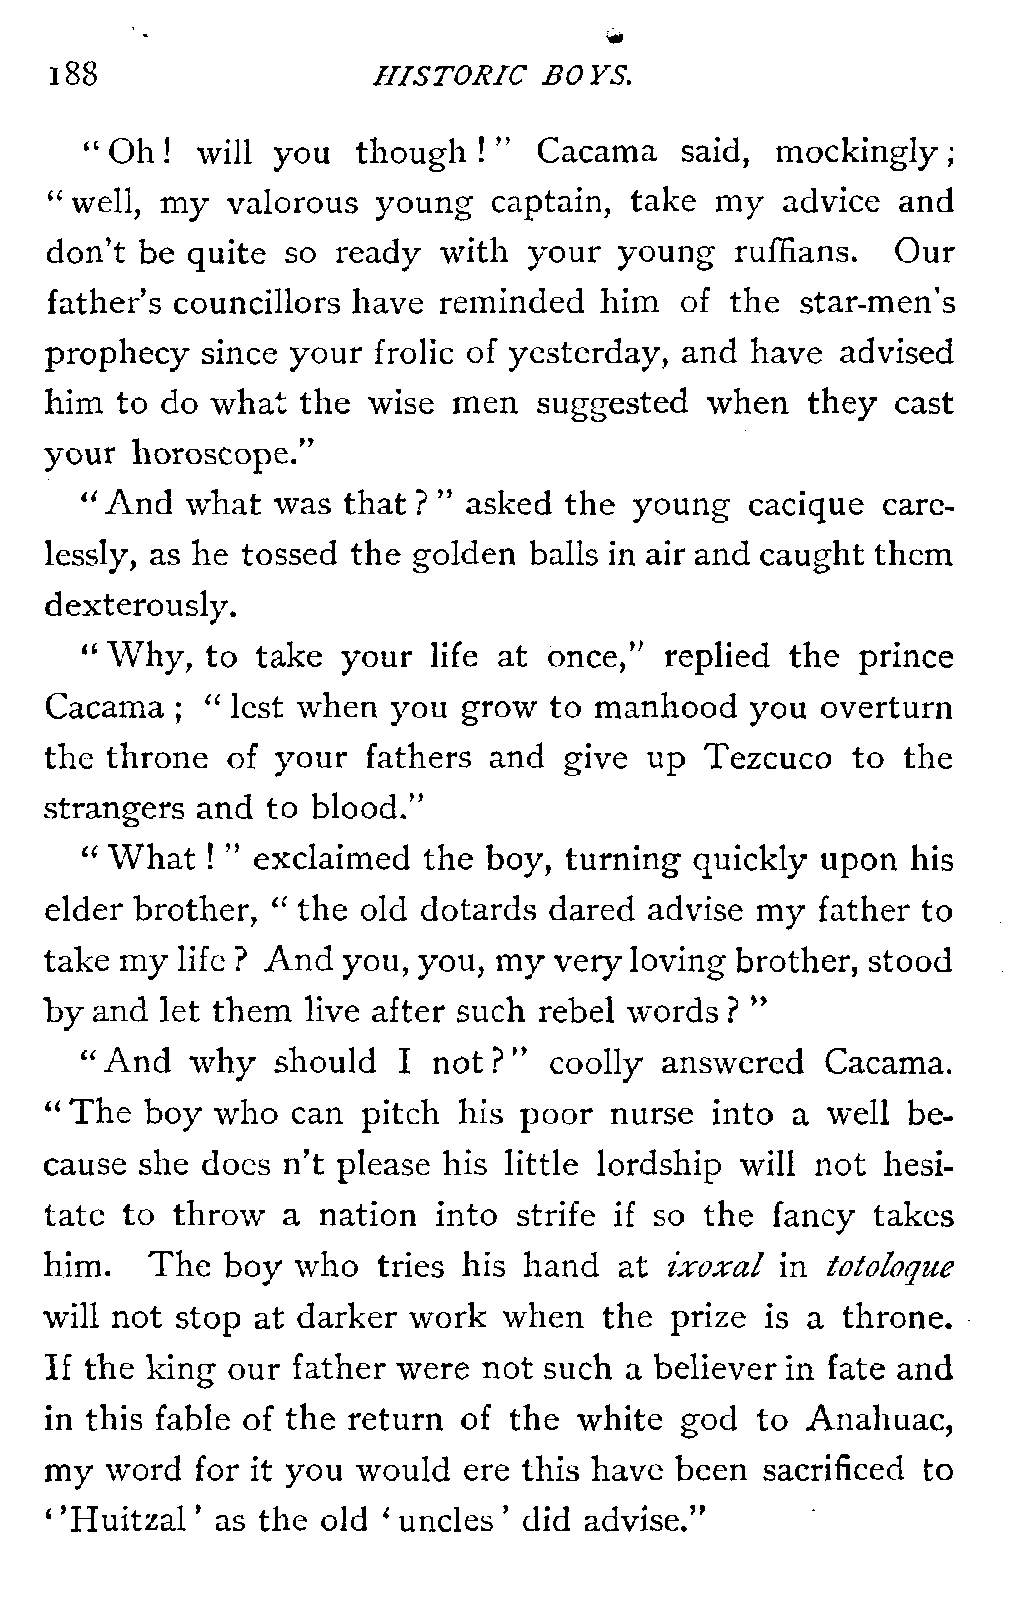 188 HISTORIC BOYS.
"Oh! will you though!" Cacama said, mockingly;
"well, my valorous young captain, take my advice and
don't be quite so ready with your young ruffians. Our
father's councillors have reminded him of the star-men's
prophecy since your frolic of yesterday, and have advised
him to do what the wise men suggested when they cast
your horoscope."
"And what was that?" asked the young cacique care-
lessly, as he tossed the golden balls in air and caught them
dexterously.
"Why, to take your life at once," replied the prince
Cacama; "lest when you grow to manhood you overturn
the throne of your fathers and give up Tezcuco to the
strangers and to blood."
"What!" exclaimed the boy, turning quickly upon his
elder brother, "the old dotards dared advise my father to
take my life? And you, you, my very loving brother, stood
by and let them live after such rebel words?"
"And why should I not?" coolly answered Cacama.
"The boy who can pitch his poor nurse into a well be-
cause she does n't please his little lordship will not hesi-
tate to throw a nation into strife if so the fancy takes
him. The boy who tries his hand at ixoxal in totoloque
will not stop at darker work when the prize is a throne.
If the king our father were not such a believer in fate and
in this fable of the return of the white god to Anahuac,
my word for it you would ere this have been sacrificed to
''Huitzal' as the old 'uncles' did advise."